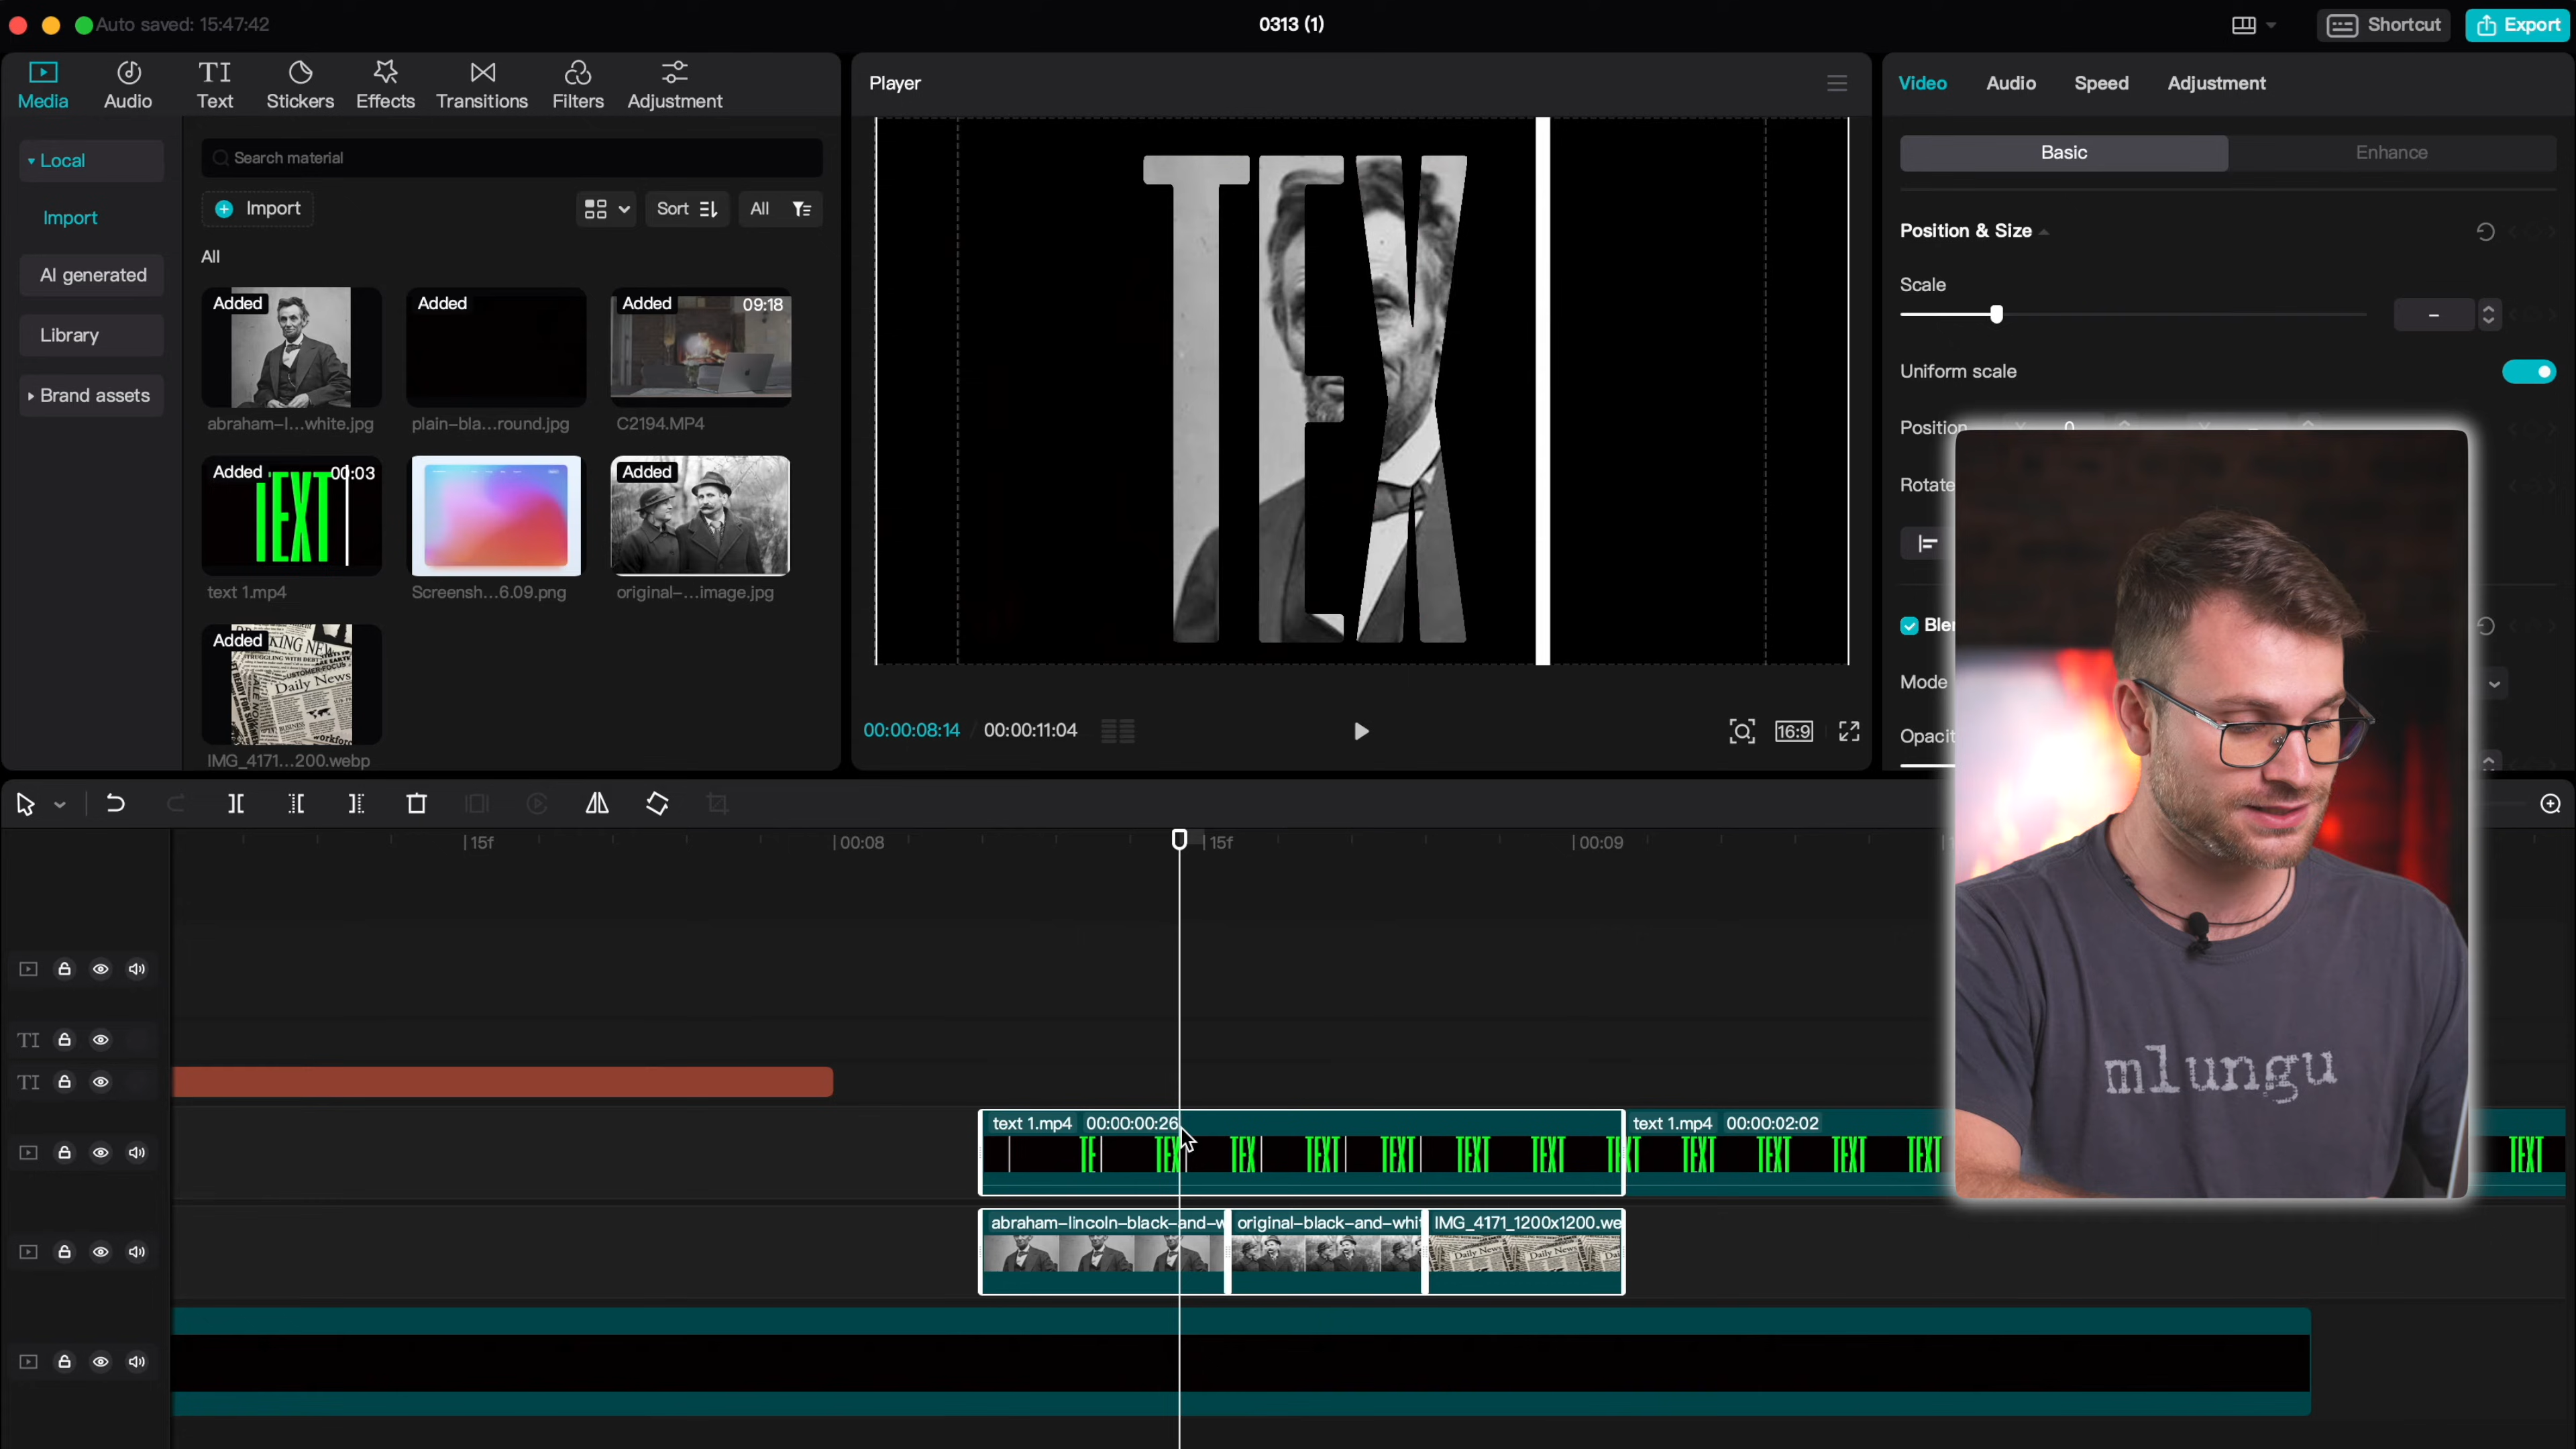 Auto saved: 15:47:42
0313 (1)
Shortcut
Export
Media
Audio
TI
Text
Stickers
Effects
Transitions
Filters
Adjustment
Player
Video
Audio
Speed
Adjustment
Local
Import
AI generated
Library
Brand assets
Search material
Import
Sort
All
All
Added
Added
Added
09:18
abraham-l...white.jpg
plain-bla...round.jpg
C2194.MP4
Added
00:03
TEXT
Added
text 1.mp4
Screensh...6.09.png
original-...image.jpg
Added
Daily News
IMG_4171...200.webp
TEX
00:00:08:14 / 00:00:11:04
16:9
Basic
Enhance
Position & Size
Scale
–
Uniform scale
Position
Rotate
Mode
15f
00:08
15f
00:09
TI
TI
text 1.mp4 00:00:00:26
text 1.mp4 00:00:02:02
TE TEX TEX TEXT TEXT TEXT TEXT TEXT TEXT TEXT TEXT TEXT TEXT
abraham-lincoln-black-and-w
original-black-and-whit
IMG_4171_1200x1200.we
Daily News
mlungu